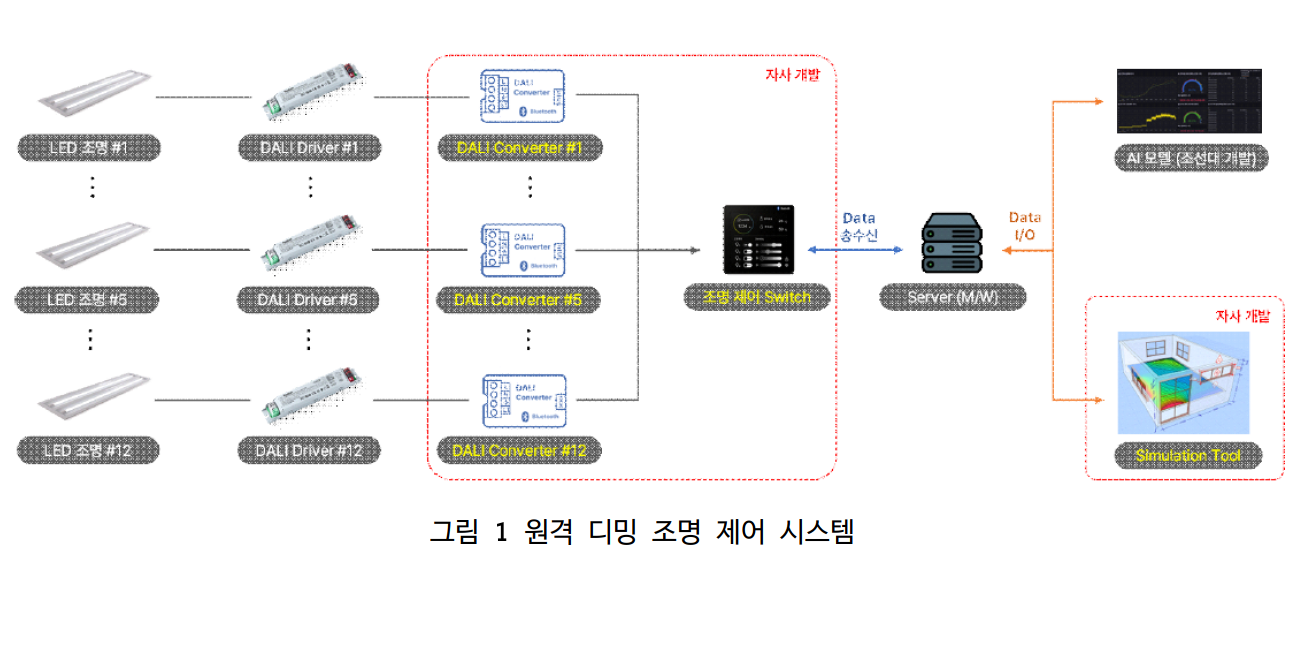 자사 개발
DALI
Converter
Bluetooth
LED 조명 #1
DALI Driver #1
DALI Converter #1
AI 모델 (조선대 개발)
DALI
Converter
Bluetooth
Data
송수신
Data
I/O
LED 조명 #5
DALI Driver #5
DALI Converter #5
조명 제어 Switch
Server (M/W)
자사 개발
DALI
Converter
Bluetooth
LED 조명 #12
DALI Driver #12
DALI Converter #12
Simulation Tool
그림 1 원격 디밍 조명 제어 시스템